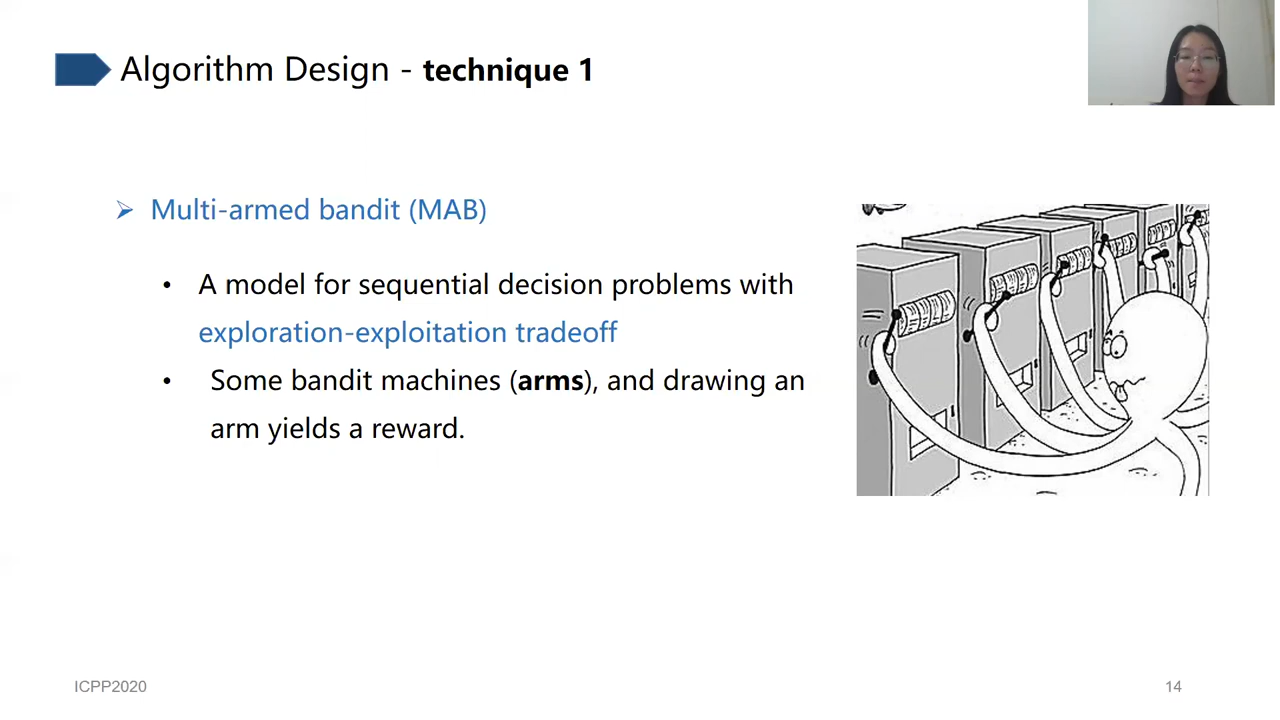 Algorithm Design - technique 1
➢ Multi-armed bandit (MAB)
• A model for sequential decision problems with
exploration-exploitation tradeoff
• Some bandit machines (arms), and drawing an
arm yields a reward.
ICPP2020
14